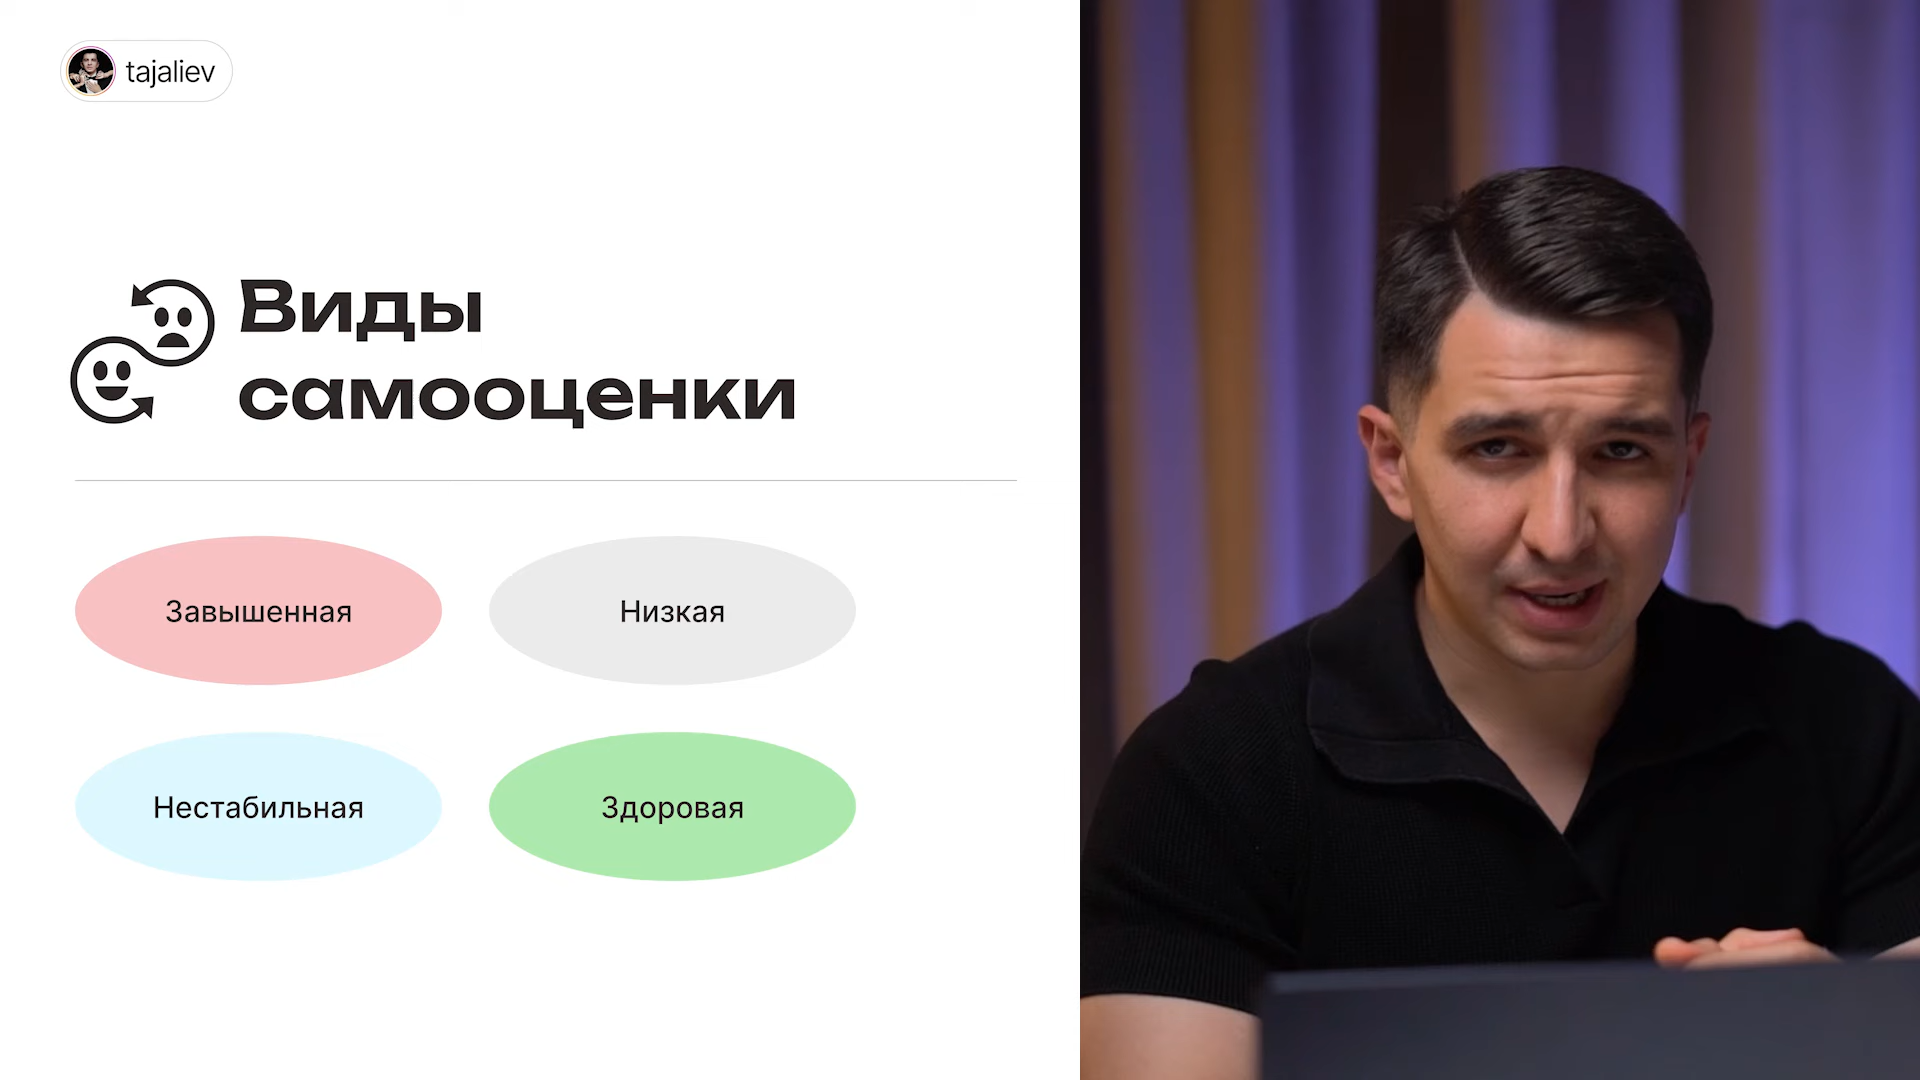 tajaliev
Виды
самооценки
Завышенная
Низкая
Нестабильная
Здоровая